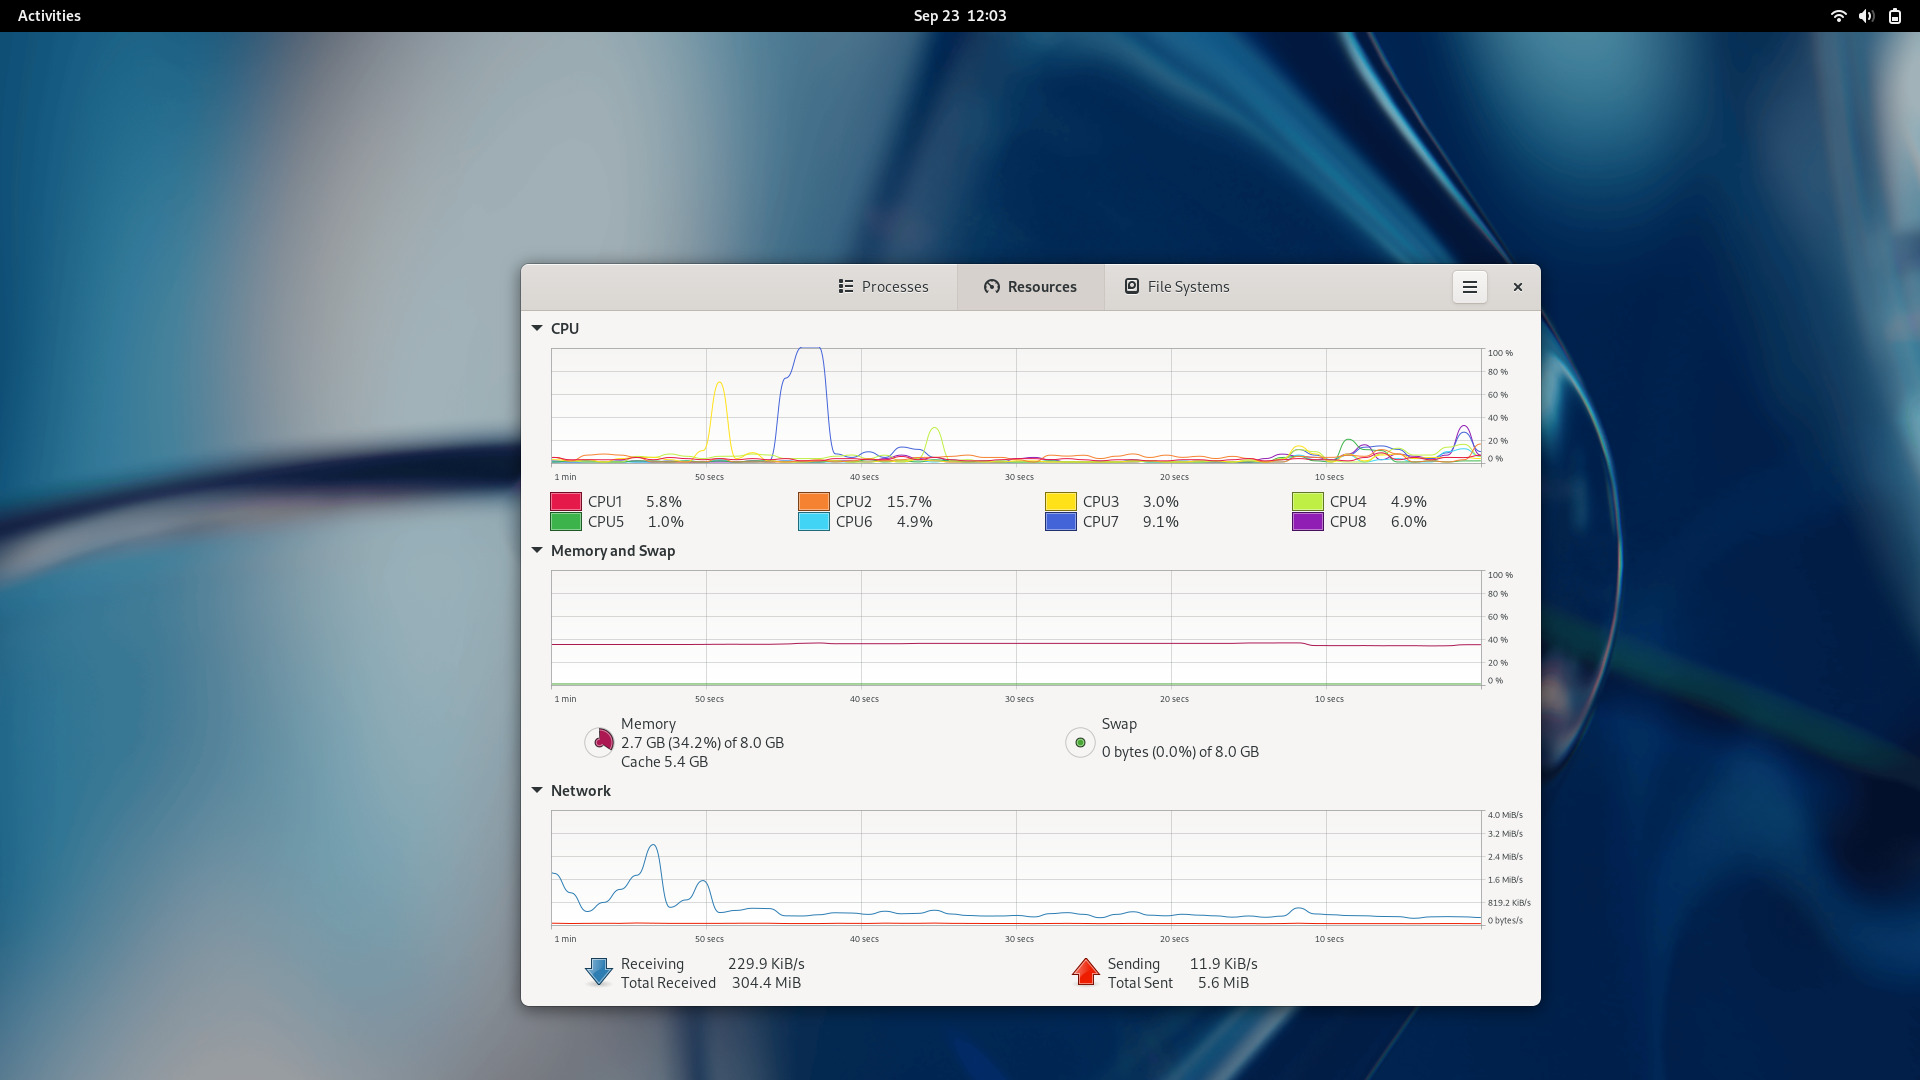 Activities
Sep 23 12:03
Processes
Resources
File Systems
CPU
100 %
80 %
60 %
40 %
20 %
0 %
1 min 50 secs 40 secs 30 secs 20 secs 10 secs
CPU1 5.8% CPU2 15.7% CPU3 3.0% CPU4 4.9%
CPU5 1.0% CPU6 4.9% CPU7 9.1% CPU8 6.0%
Memory and Swap
100 %
80 %
60 %
40 %
20 %
0 %
1 min 50 secs 40 secs 30 secs 20 secs 10 secs
Memory
2.7 GB (34.2%) of 8.0 GB
Cache 5.4 GB
Swap
0 bytes (0.0%) of 8.0 GB
Network
4.0 MiB/s
3.2 MiB/s
2.4 MiB/s
1.6 MiB/s
819.2 KiB/s
0 bytes/s
1 min 50 secs 40 secs 30 secs 20 secs 10 secs
Receiving 229.9 KiB/s
Total Received 304.4 MiB
Sending 11.9 KiB/s
Total Sent 5.6 MiB